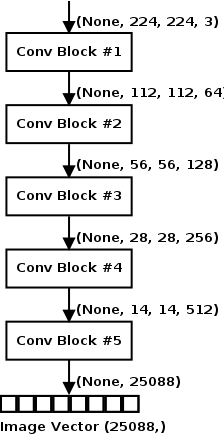 (None, 224, 224, 3)
Conv Block #1
(None, 112, 112, 64)
Conv Block #2
(None, 56, 56, 128)
Conv Block #3
(None, 28, 28, 256)
Conv Block #4
(None, 14, 14, 512)
Conv Block #5
(None, 25088)
Image Vector (25088,)